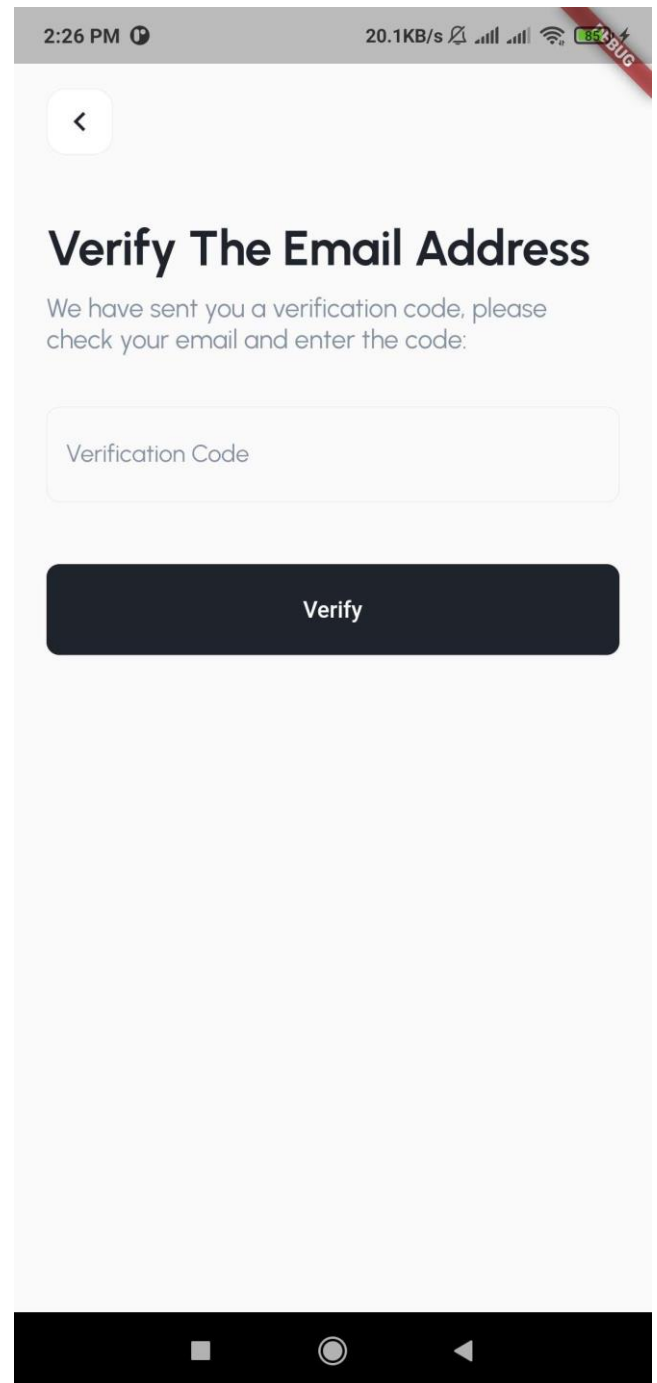 2:26 PM 20.1KB/s 85
DEBUG
Verify The Email Address
We have sent you a verification code, please
check your email and enter the code:
Verification Code
Verify